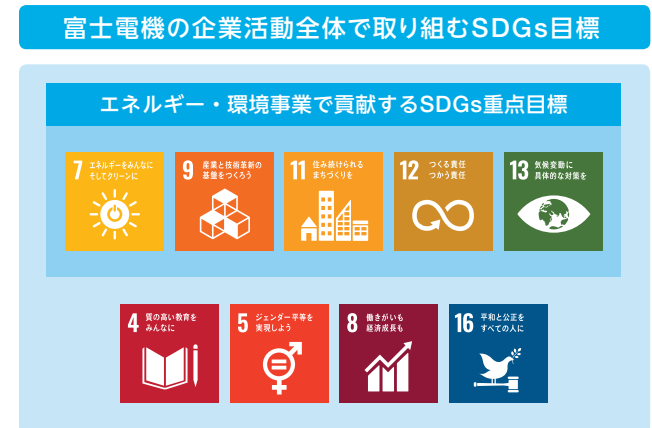 富士電機の企業活動全体で取り組むSDGs目標
エネルギー・環境事業で貢献するSDGs重点目標
7 エネルギーをみんなに
そしてクリーンに
9 産業と技術革新の
基盤をつくろう
11 住み続けられる
まちづくりを
12 つくる責任
つかう責任
13 気候変動に
具体的な対策を
4 質の高い教育を
みんなに
5 ジェンダー平等を
実現しよう
8 働きがいも
経済成長も
16 平和と公正を
すべての人に